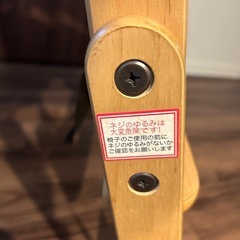 ネジのゆるみは
大変危険です!
椅子のご使用の前に
ネジのゆるみがないか
ご確認をお願いします